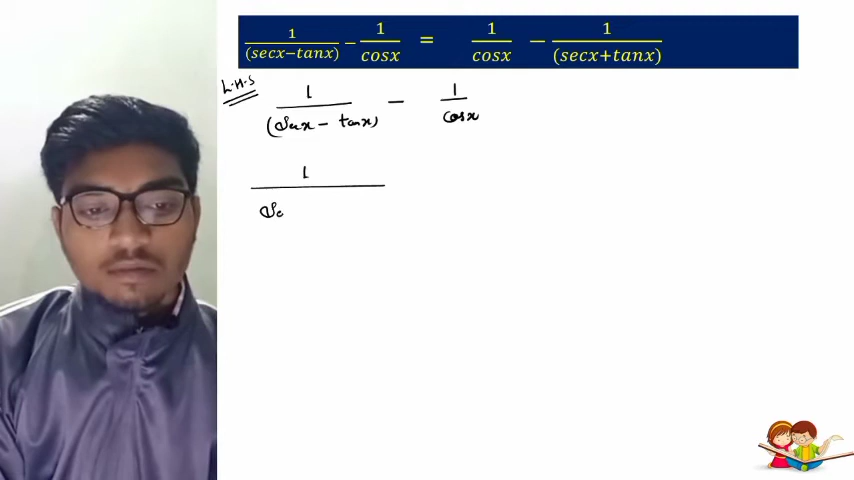 1/(secx−tanx) − 1/cosx = 1/cosx − 1/(secx+tanx)
L.H.S 1/(Secx − tanx) − 1/cosx
1/Se